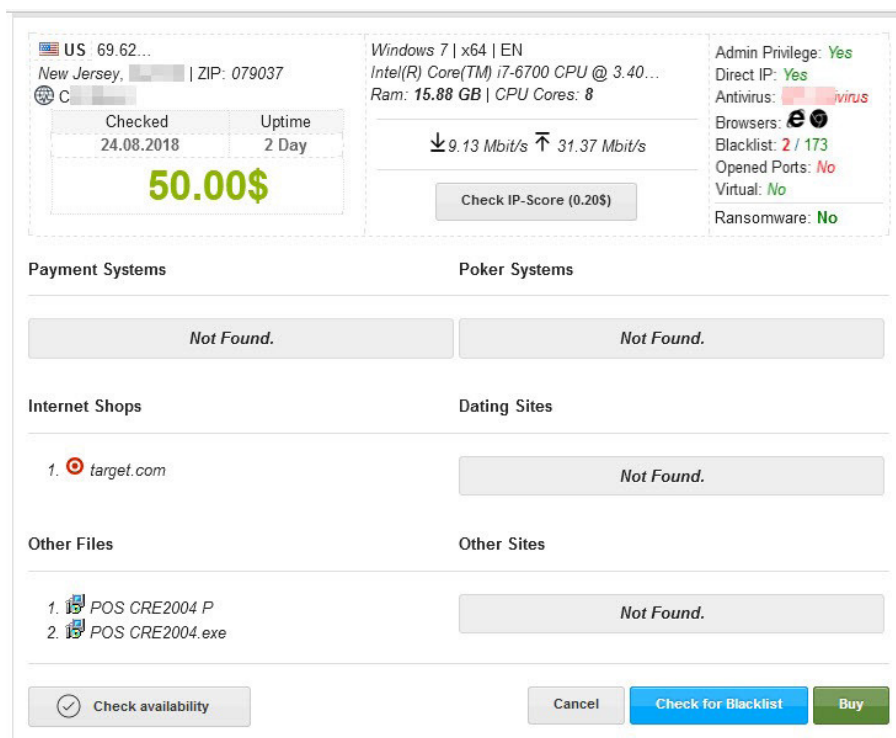 US 69.62...
New Jersey, | ZIP: 079037
C
Checked Uptime
24.08.2018 2 Day
50.00$
Windows 7 | x64 | EN
Intel(R) Core(TM) i7-6700 CPU @ 3.40...
Ram: 15.88 GB | CPU Cores: 8
9.13 Mbit/s 31.37 Mbit/s
Check IP-Score (0.20$)
Admin Privilege: Yes
Direct IP: Yes
Antivirus: ivirus
Browsers:
Blacklist: 2 / 173
Opened Ports: No
Virtual: No
Ransomware: No
Payment Systems Poker Systems
Not Found. Not Found.
Internet Shops Dating Sites
1. target.com Not Found.
Other Files Other Sites
1. POS CRE2004 P
2. POS CRE2004.exe
Not Found.
Check availability Cancel Check for Blacklist Buy